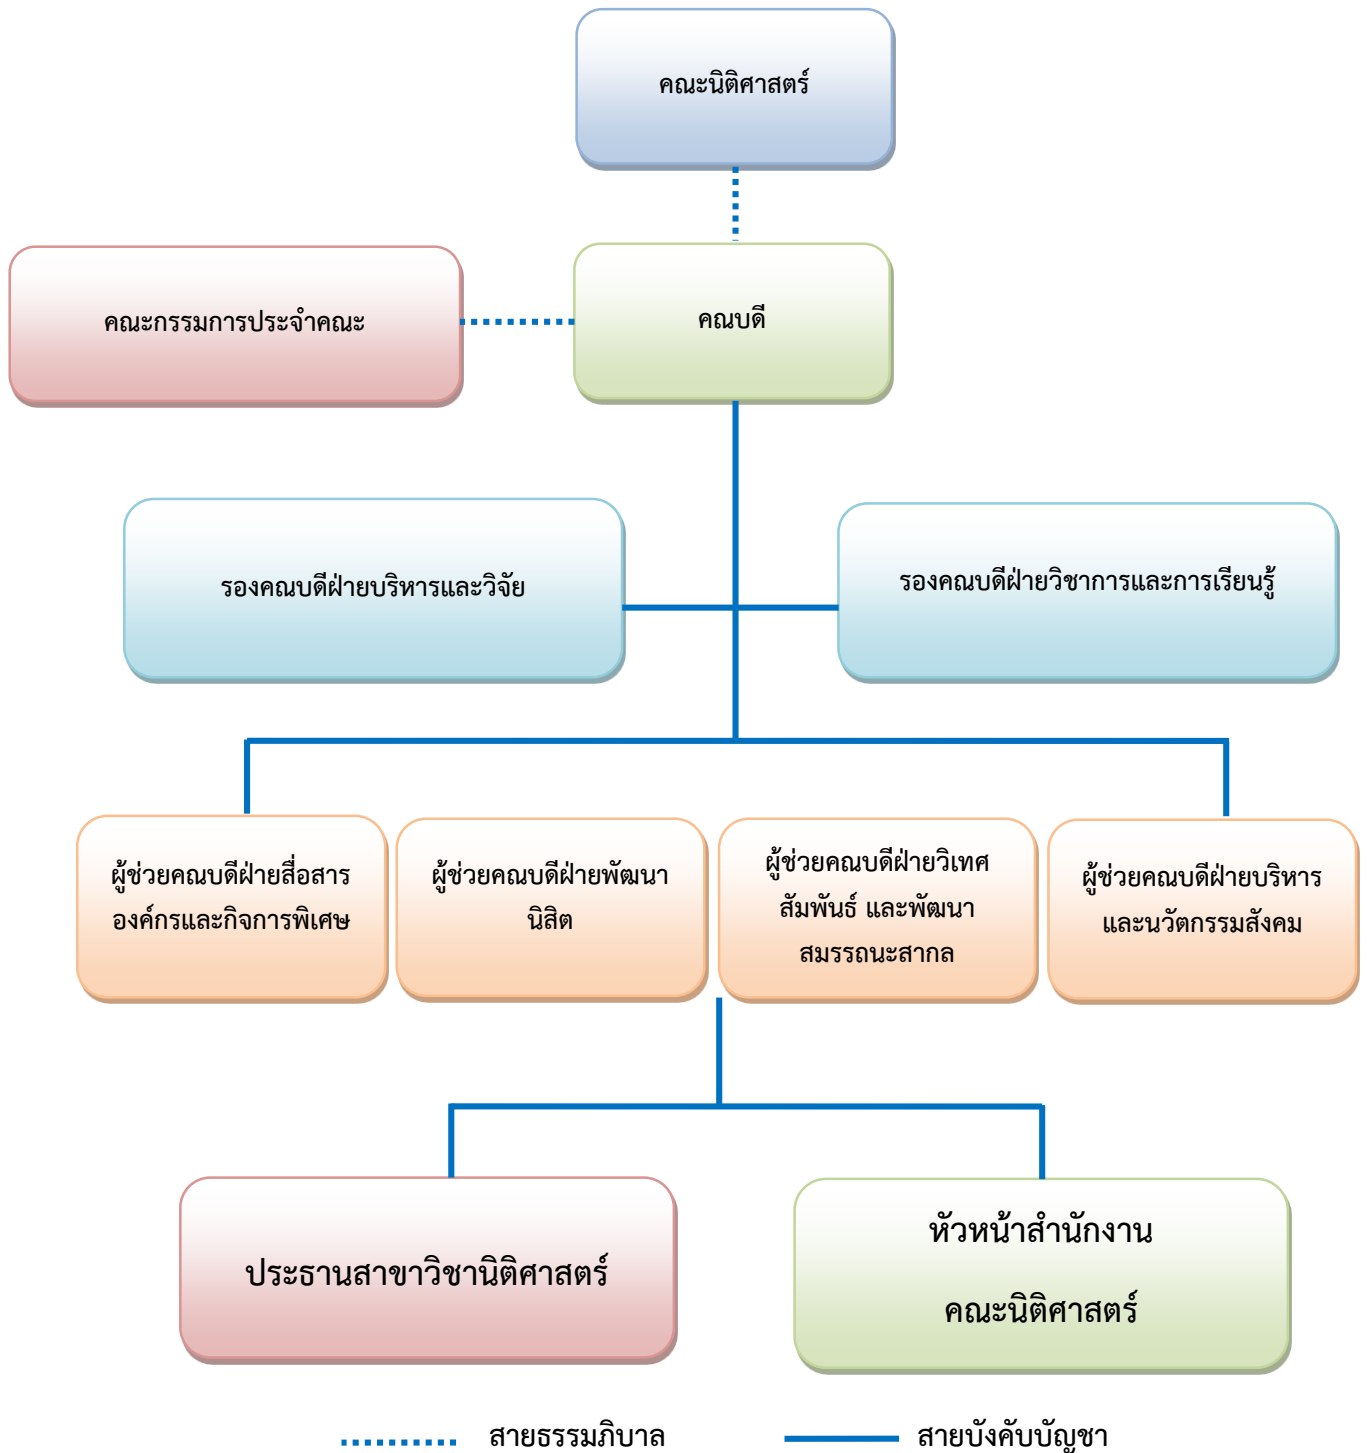 คณะนิติศาสตร์
คณะกรรมการประจำคณะ
คณบดี
รองคณบดีฝ่ายบริหารและวิจัย
รองคณบดีฝ่ายวิชาการและการเรียนรู้
ผู้ช่วยคณบดีฝ่ายสื่อสาร
องค์กรและกิจการพิเศษ
ผู้ช่วยคณบดีฝ่ายพัฒนา
นิสิต
ผู้ช่วยคณบดีฝ่ายวิเทศ
สัมพันธ์ และพัฒนา
สมรรถนะสากล
ผู้ช่วยคณบดีฝ่ายบริหาร
และนวัตกรรมสังคม
ประธานสาขาวิชานิติศาสตร์
หัวหน้าสำนักงาน
คณะนิติศาสตร์
สายธรรมภิบาล
สายบังคับบัญชา